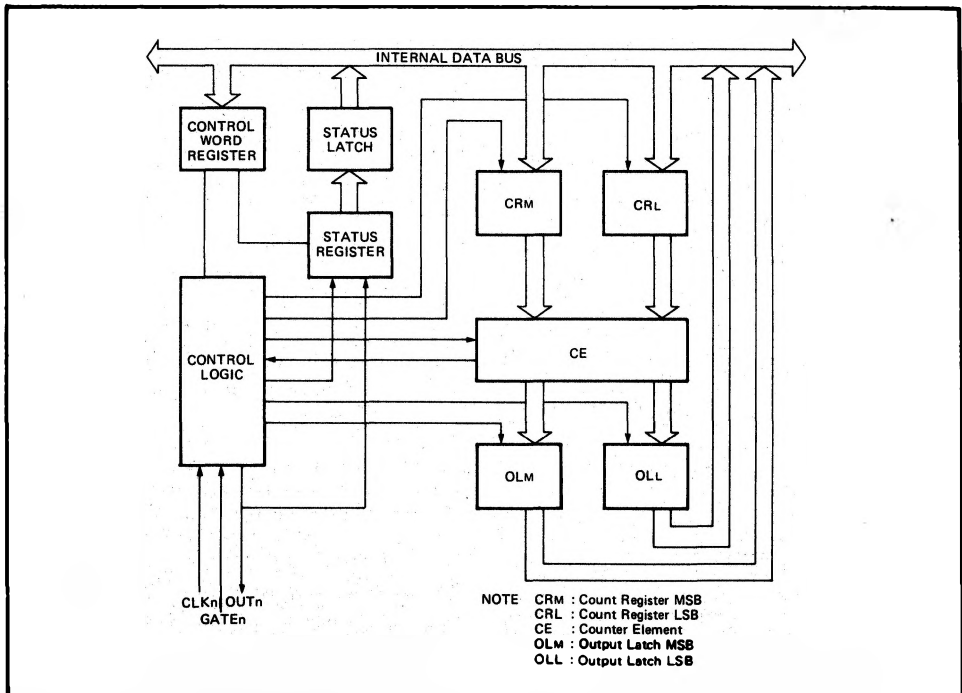 INTERNAL DATA BUS
CONTROL
WORD
REGISTER
STATUS
LATCH
CRM
CRL
STATUS
REGISTER
CONTROL
LOGIC
CE
OLM
OLL
CLKn
OUTn
GATEn
NOTE CRM : Count Register MSB
CRL : Count Register LSB
CE : Counter Element
OLM : Output Latch MSB
OLL : Output Latch LSB